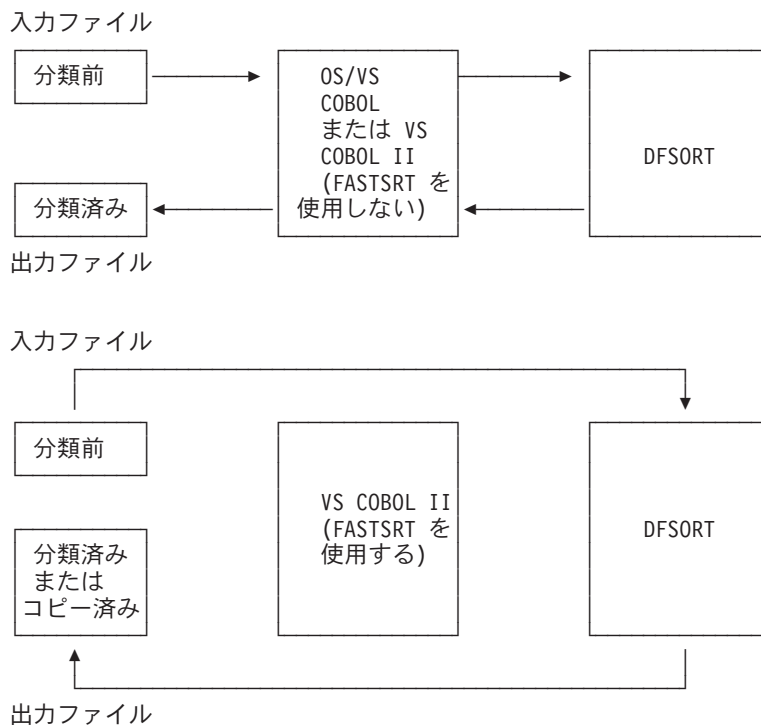 入力ファイル
分類前
OS/VS
COBOL
または VS
COBOL II
(FASTSRT を
使用しない)
DFSORT
分類済み
出力ファイル
入力ファイル
分類前
VS COBOL II
(FASTSRT を
使用する)
DFSORT
分類済み
または
コピー済み
出力ファイル